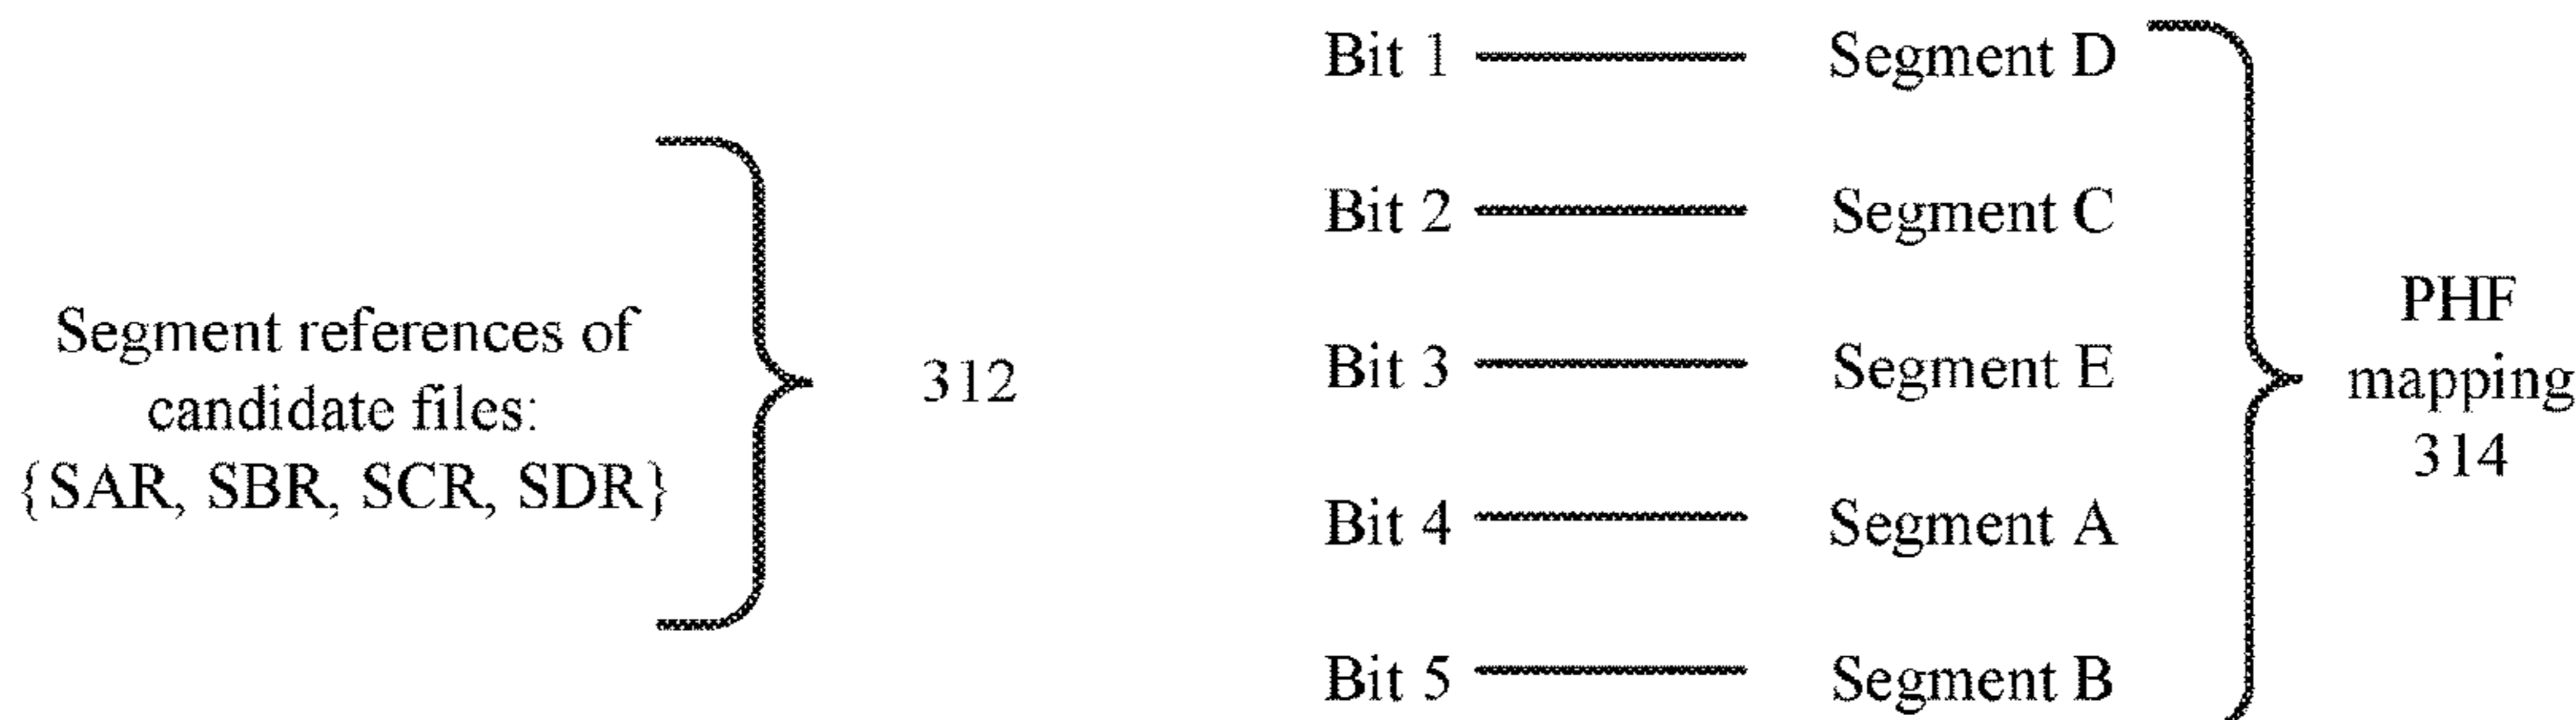 Segment references of
candidate files:
{SAR, SBR, SCR, SDR}
312
Bit 1 Segment D
Bit 2 Segment C
Bit 3 Segment E
Bit 4 Segment A
Bit 5 Segment B
PHF
mapping
314